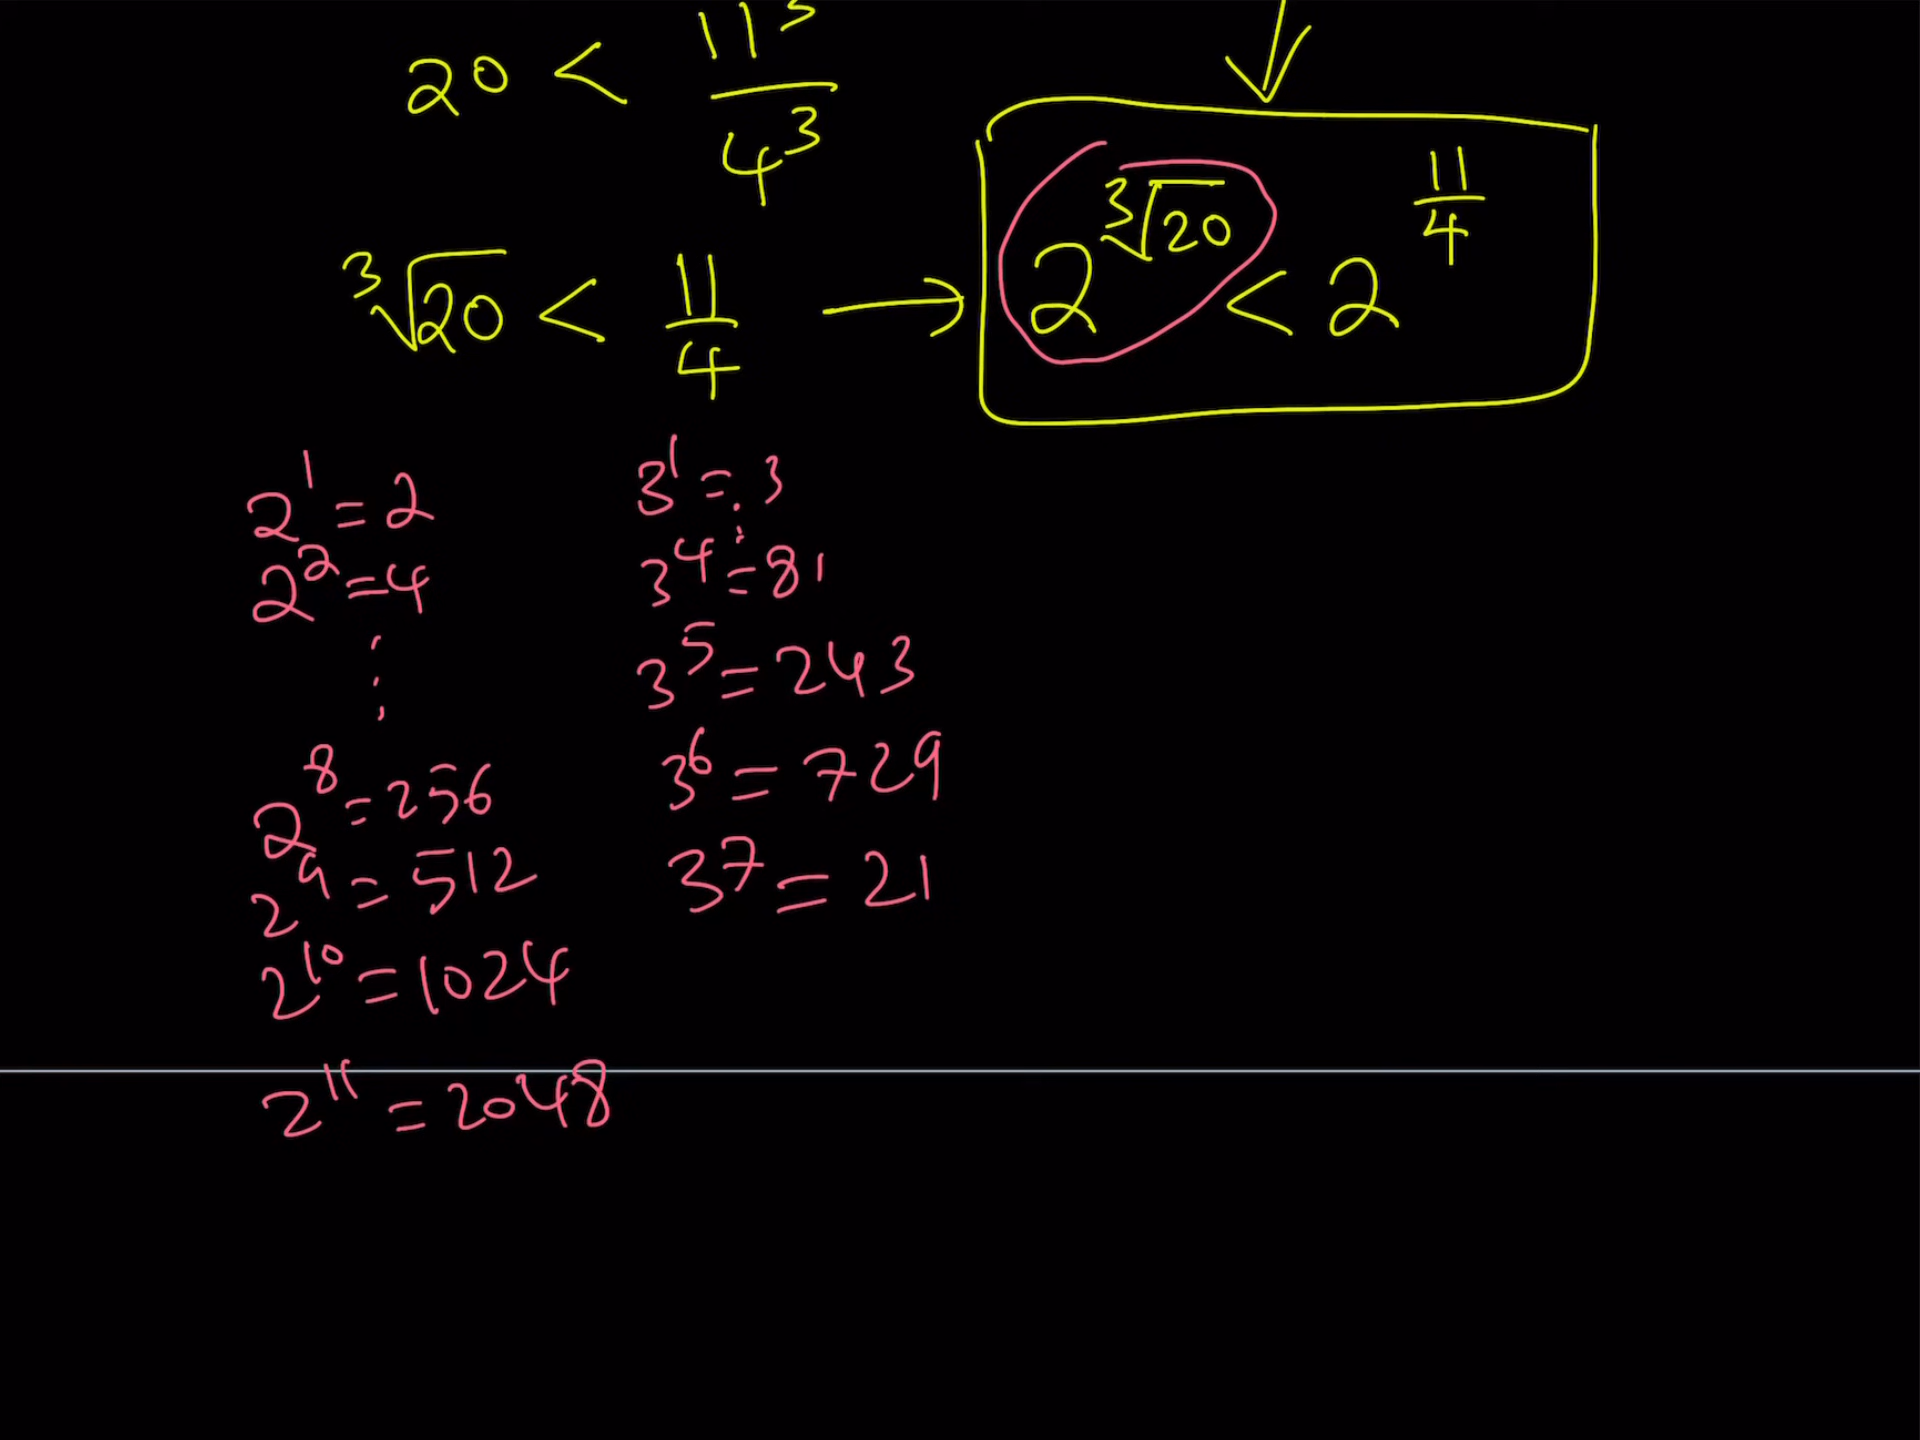 20 < 11³/4³
∛20 < 11/4 → 2^∛20 < 2^(11/4)
2¹ = 2
2² = 4
⋮
2⁸ = 256
2⁹ = 512
2¹⁰ = 1024
2¹¹ = 2048
3¹ = 3
⋮
3⁴ = 81
3⁵ = 243
3⁶ = 729
3⁷ = 21